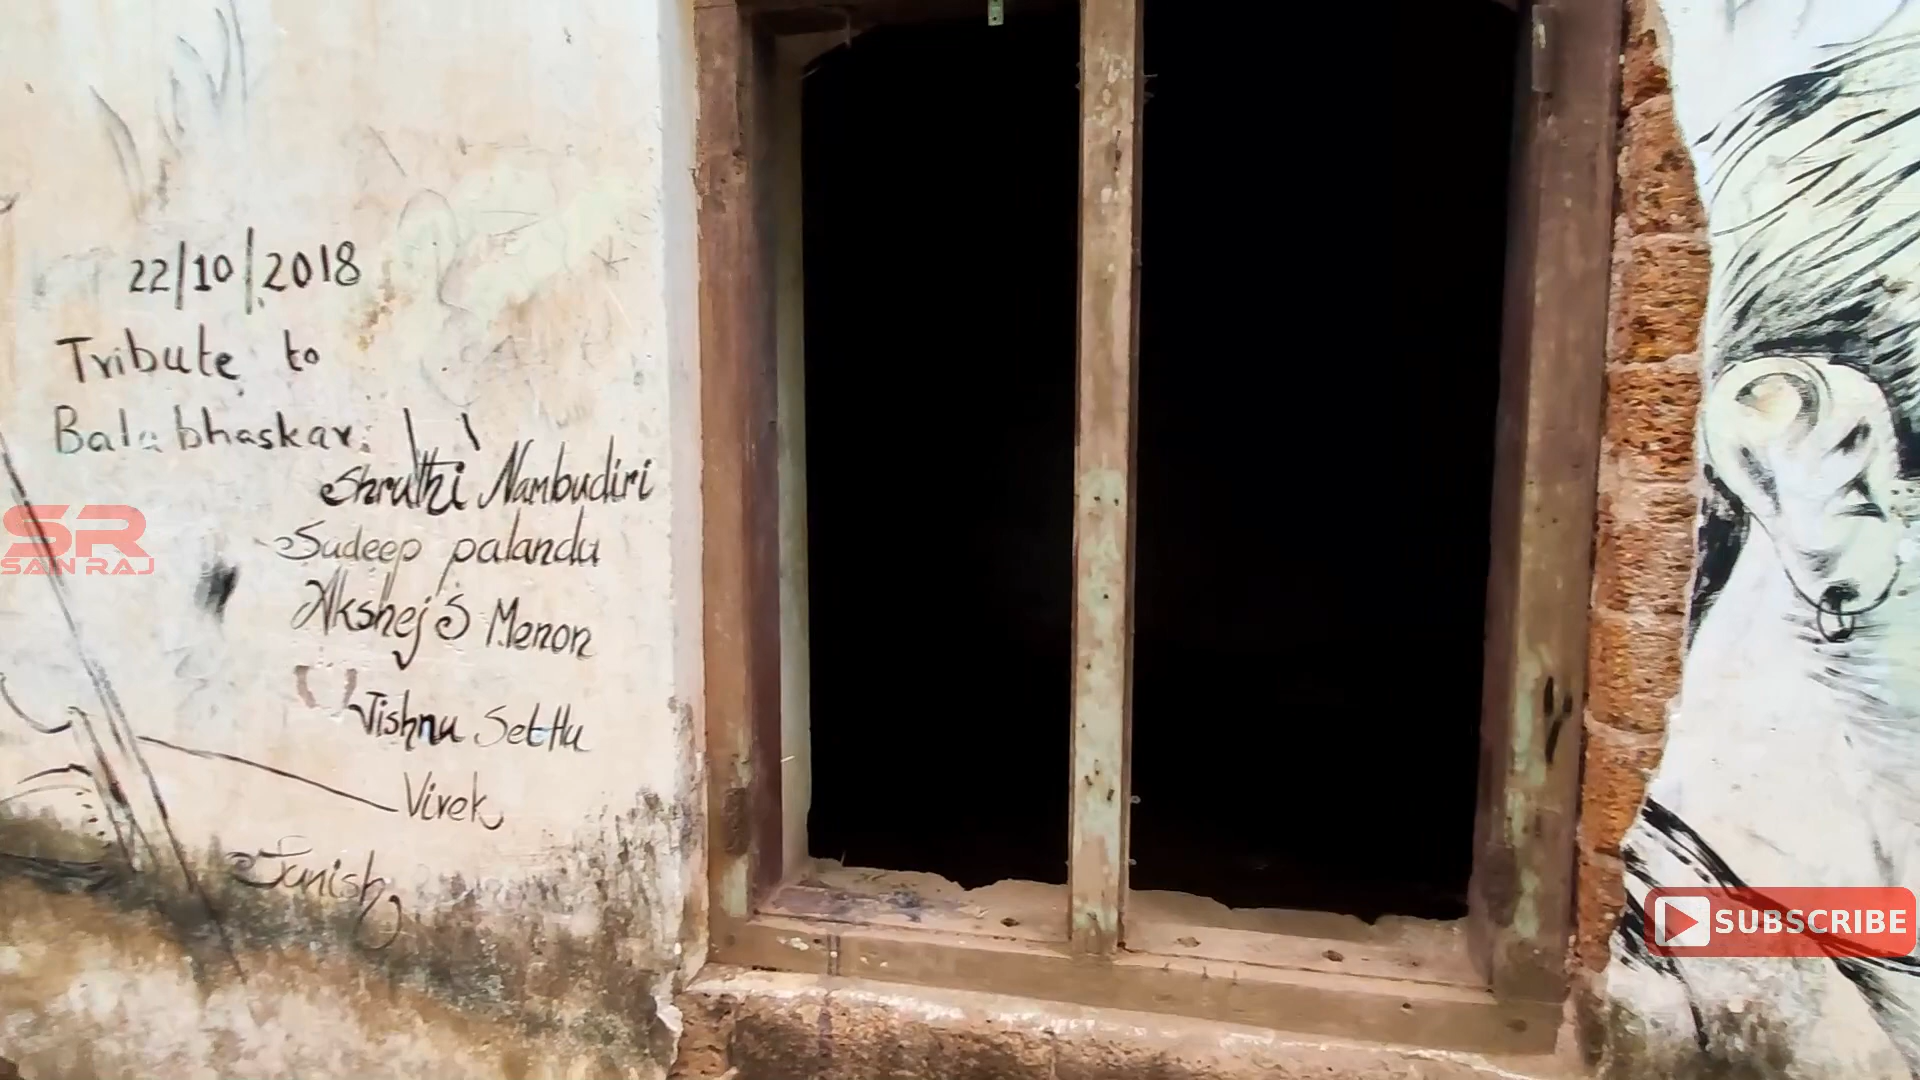 22/10/2018
Tribute to
Balabhaskar.
Shruthi Nambudiri
Sudeep palandu
Akshej S Menon
Vishnu Sethu
Vivek
Janish
SR
SAIN RAJ
SUBSCRIBE